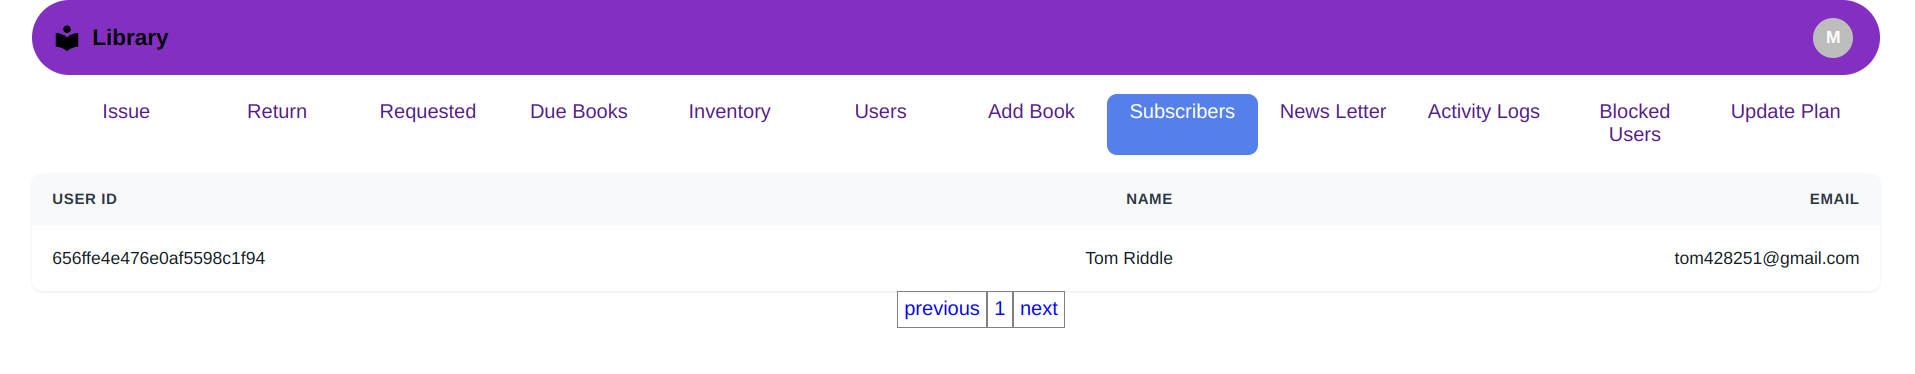 Library
M
Issue
Return
Requested
Due Books
Inventory
Users
Add Book
Subscribers
News Letter
Activity Logs
Blocked
Users
Update Plan
USER ID NAME EMAIL
656ffe4e476e0af5598c1f94 Tom Riddle tom428251@gmail.com
previous 1 next